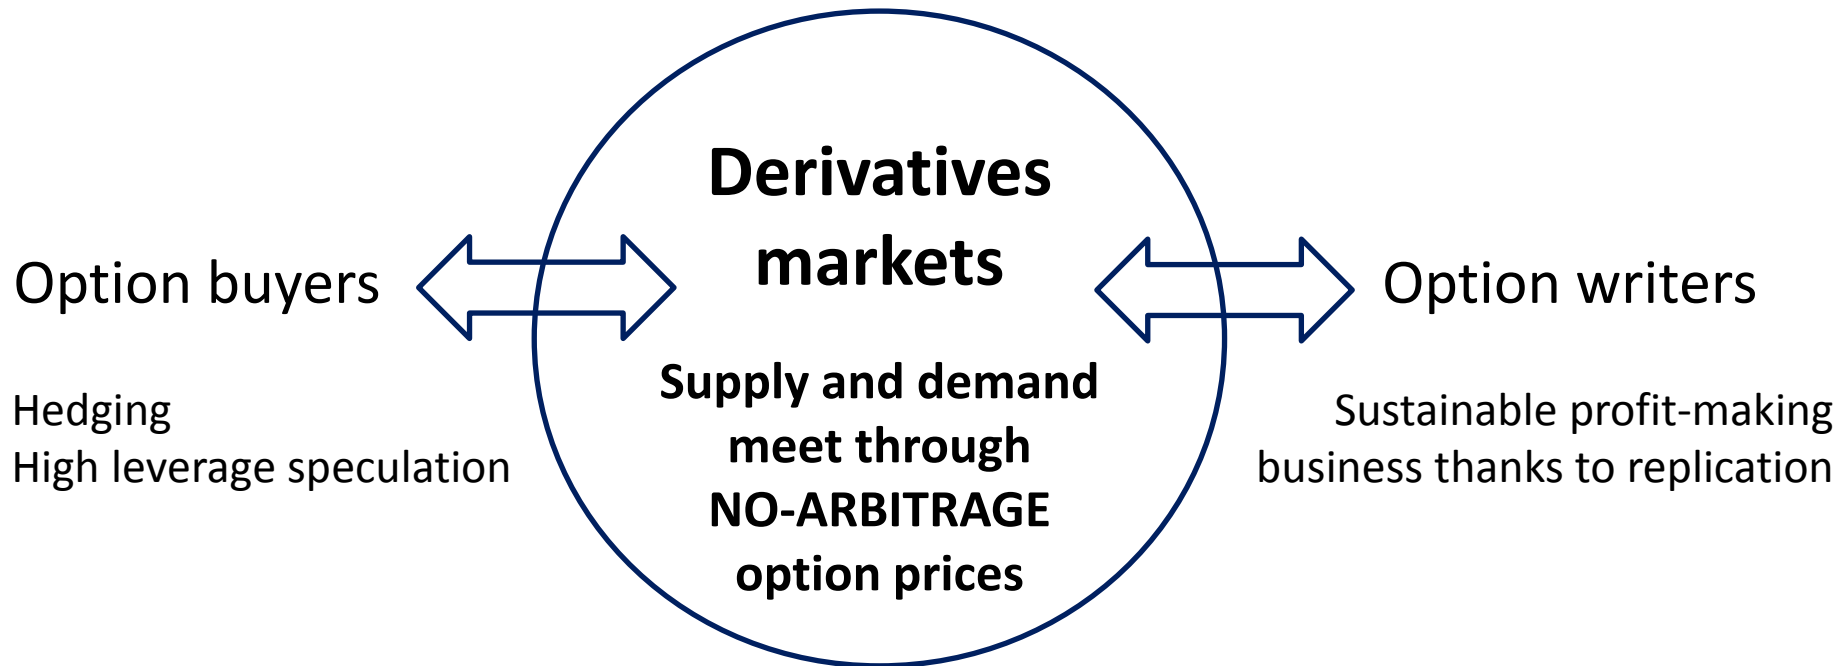 Derivatives
markets
Option buyers
Option writers
Supply and demand
meet through
NO-ARBITRAGE
option prices
Hedging
High leverage speculation
Sustainable profit-making
business thanks to replication